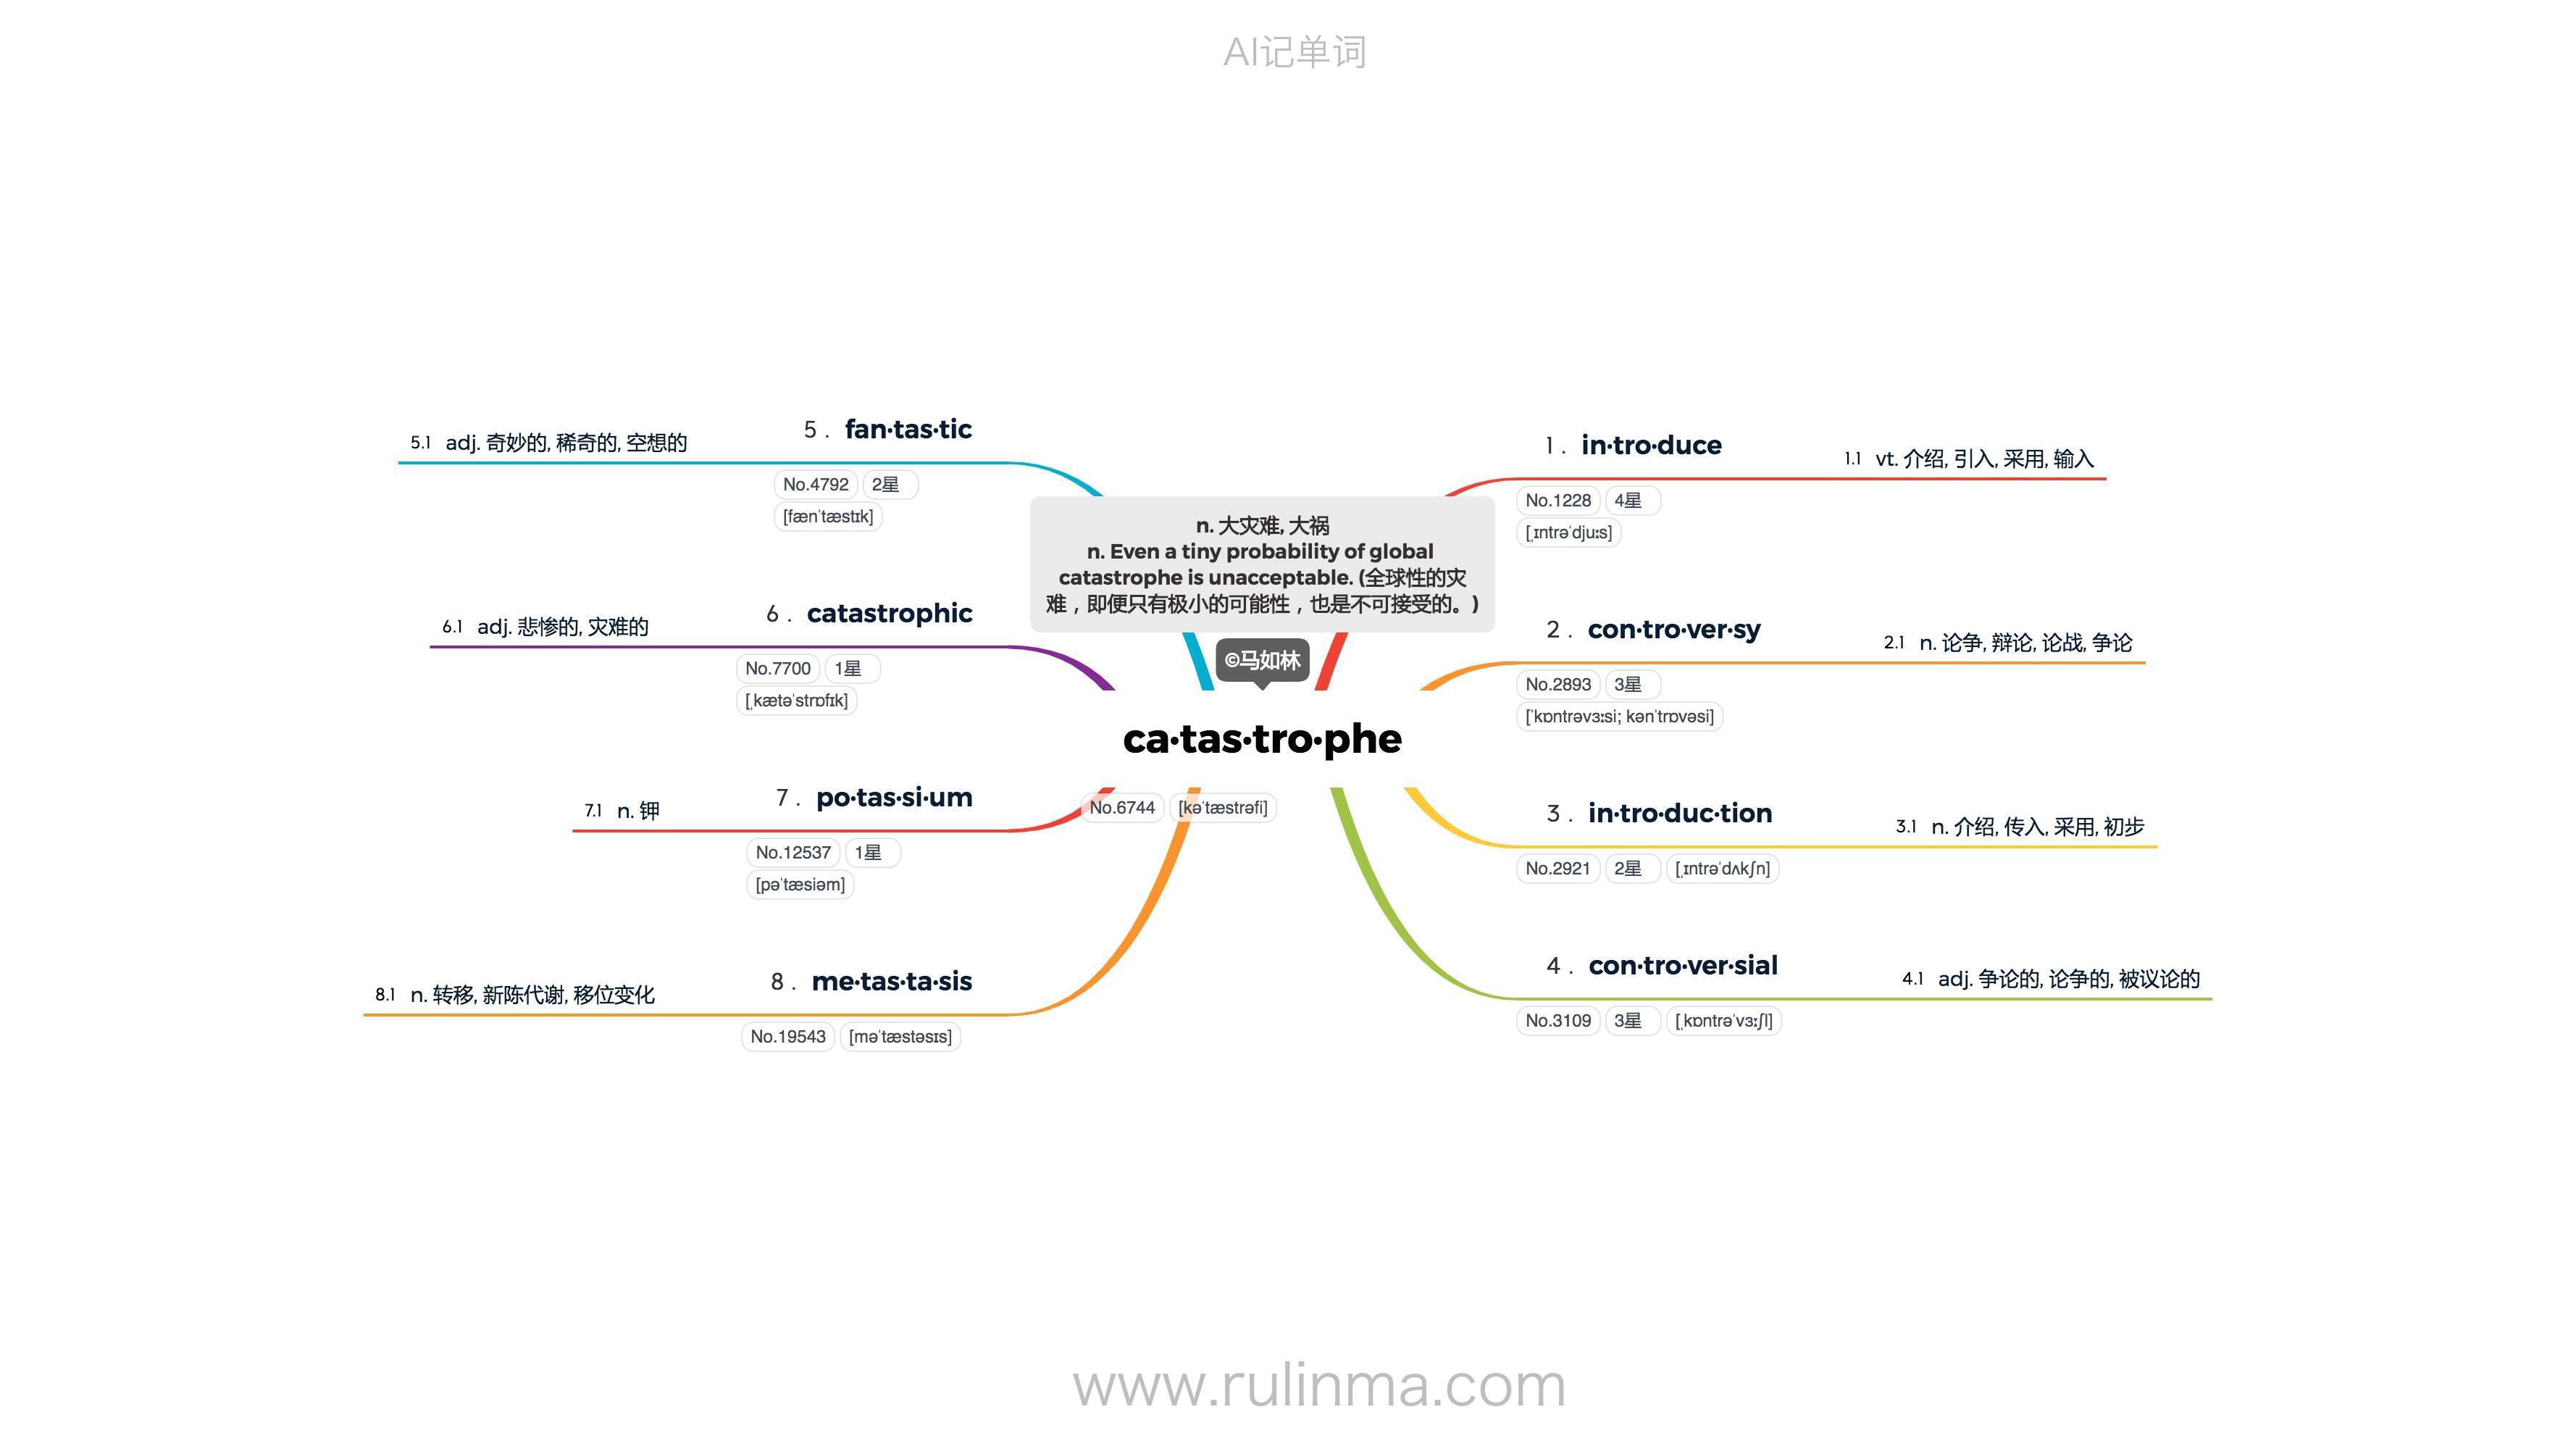 AI记单词
5 . fan·tas·tic
5.1 adj. 奇妙的, 稀奇的, 空想的
No.4792 2星
[fænˈtæstɪk]
6 . catastrophic
6.1 adj. 悲惨的, 灾难的
No.7700 1星
[ˌkætəˈstrɒfɪk]
7 . po·tas·si·um
7.1 n. 钾
No.12537 1星
[pəˈtæsiəm]
8 . me·tas·ta·sis
8.1 n. 转移, 新陈代谢, 移位变化
No.19543 [məˈtæstəsɪs]
n. 大灾难, 大祸
n. Even a tiny probability of global
catastrophe is unacceptable. (全球性的灾
难，即便只有极小的可能性，也是不可接受的。)
©马如林
ca·tas·tro·phe
No.6744 [kəˈtæstrəfi]
1 . in·tro·duce
1.1 vt. 介绍, 引入, 采用, 输入
No.1228 4星
[ˌɪntrəˈdjuːs]
2 . con·tro·ver·sy
2.1 n. 论争, 辩论, 论战, 争论
No.2893 3星
[ˈkɒntrəvɜːsi; kənˈtrɒvəsi]
3 . in·tro·duc·tion
3.1 n. 介绍, 传入, 采用, 初步
No.2921 2星 [ˌɪntrəˈdʌkʃn]
4 . con·tro·ver·sial
4.1 adj. 争论的, 论争的, 被议论的
No.3109 3星 [ˌkɒntrəˈvɜːʃl]
www.rulinma.com